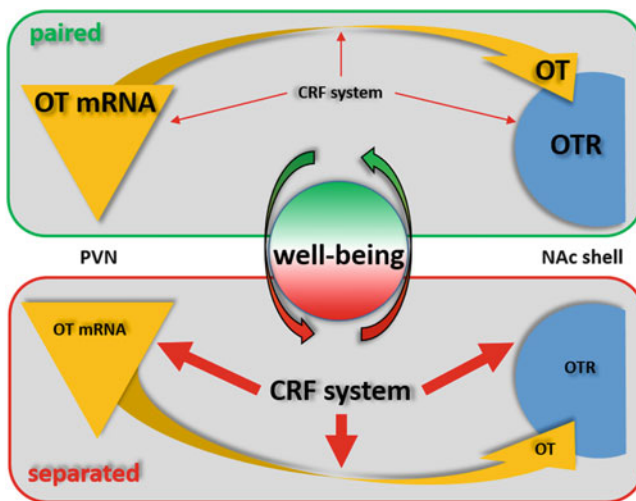 paired
OT mRNA
CRF system
OT
OTR
PVN
well-being
NAc shell
OT mRNA
CRF system
OTR
OT
separated